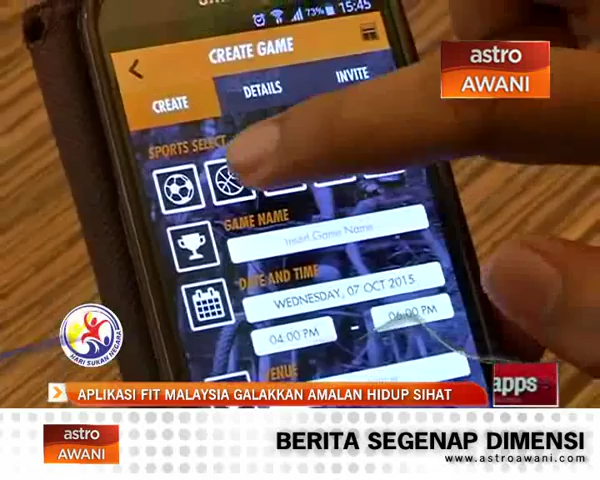 15:45
73%
CREATE GAME
CREATE
DETAILS
INVITE
SPORTS SELECT
GAME NAME
Insert Game Name
DATE AND TIME
WEDNESDAY, 07 OCT 2015
04:00 PM - 06:00 PM
VENUE
astro
AWANI
HARI SUKAN NEGARA
APLIKASI FIT MALAYSIA GALAKKAN AMALAN HIDUP SIHAT
apps
astro
AWANI
BERITA SEGENAP DIMENSI
www.astroawani.com